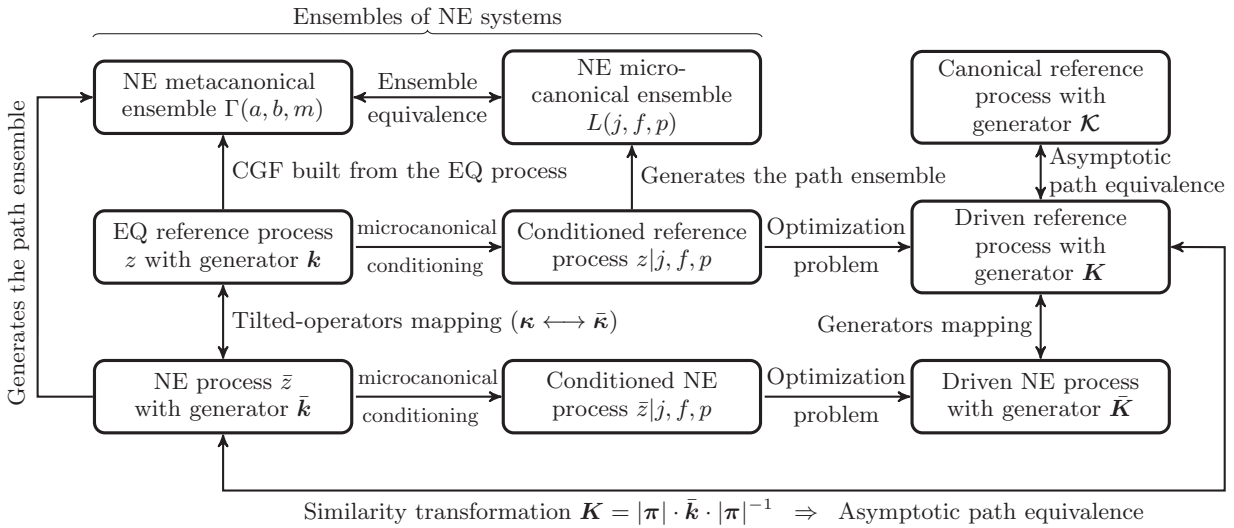 Ensembles of NE systems
NE metacanonical
ensemble Γ(a, b, m)
Ensemble
equivalence
NE micro-
canonical ensemble
L(j, f, p)
Canonical reference
process with
generator 𝓚
Generates the path ensemble
CGF built from the EQ process
Generates the path ensemble
Asymptotic
path equivalence
EQ reference process
z with generator k
microcanonical
conditioning
Conditioned reference
process z|j, f, p
Optimization
problem
Driven reference
process with
generator K
Tilted-operators mapping (κ ⟷ κ̄)
Generators mapping
NE process z̄
with generator k̄
microcanonical
conditioning
Conditioned NE
process z̄|j, f, p
Optimization
problem
Driven NE process
with generator K̄
Similarity transformation K = |π| · k̄ · |π|⁻¹ ⇒ Asymptotic path equivalence